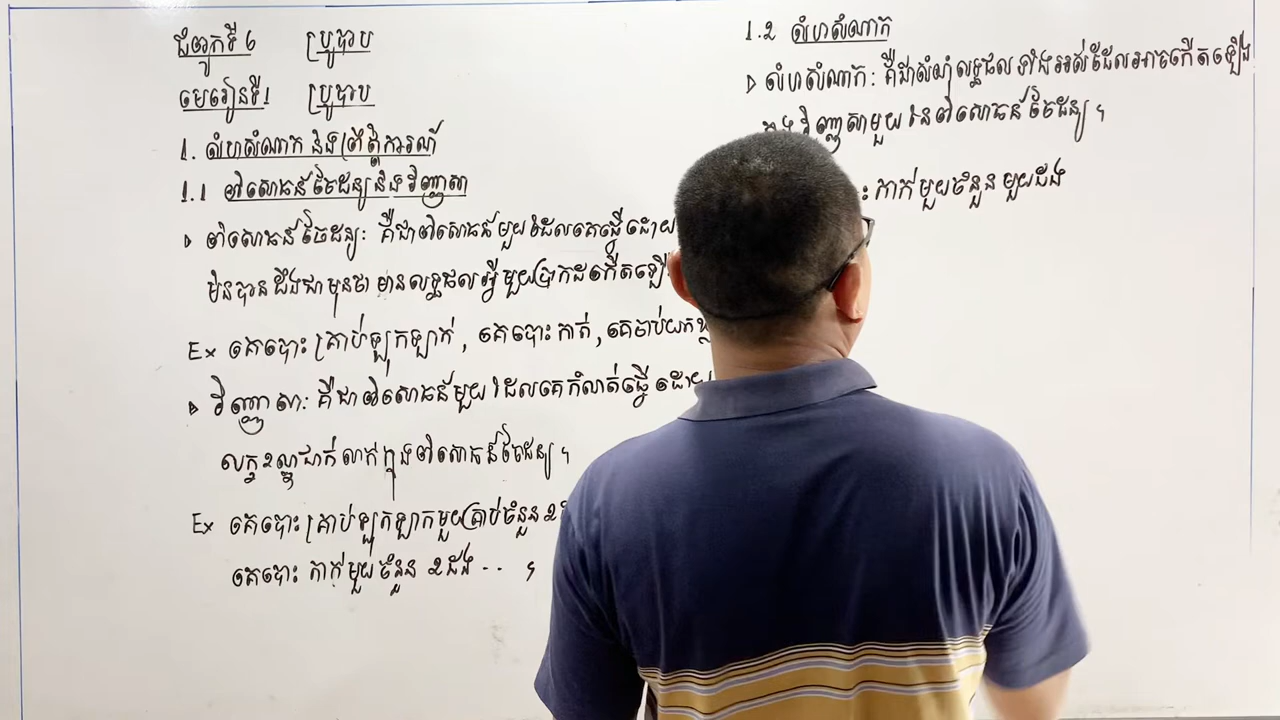 ជំពូកទី ៦ ប្រូបាប
មេរៀនទី1 ប្រូបាប
1. លំហសំណាក និងព្រឹត្តិការណ៍
1.1 ពិសោធន៍ចៃដន្យ និង វិញ្ញាសា
ពិសោធន៍ចៃដន្យ: គឺជាពិសោធន៍មួយដែលគេធ្វើដោយ
មិនបានដឹងជាមុនថា មានលទ្ធផលអ្វីមួយប្រាកដកើតឡើ
Ex គេបោះ គ្រាប់ឡុកឡាក់ , គេបោះកាក់ , គេចាប់យក
វិញ្ញាសា: គឺជាពិសោធន៍មួយដែលគេកំណត់ធ្វើដោយ
លក្ខខណ្ឌជាក់លាក់ក្នុងពិសោធន៍ចៃដន្យ ។
Ex គេបោះ គ្រាប់ឡុកឡាក់មួយគ្រាប់ចំនួន 2
គេបោះ កាក់មួយចំនួន 2ដង .. ។
1.2 លំហសំណាក
លំហសំណាក: គឺជាសំណុំលទ្ធផលទាំងអស់ដែលអាចកើតឡើង
ក្នុងវិញ្ញាសាមួយនៃពិសោធន៍ចៃដន្យ ។
: កាក់មួយចំនួនមួយដង